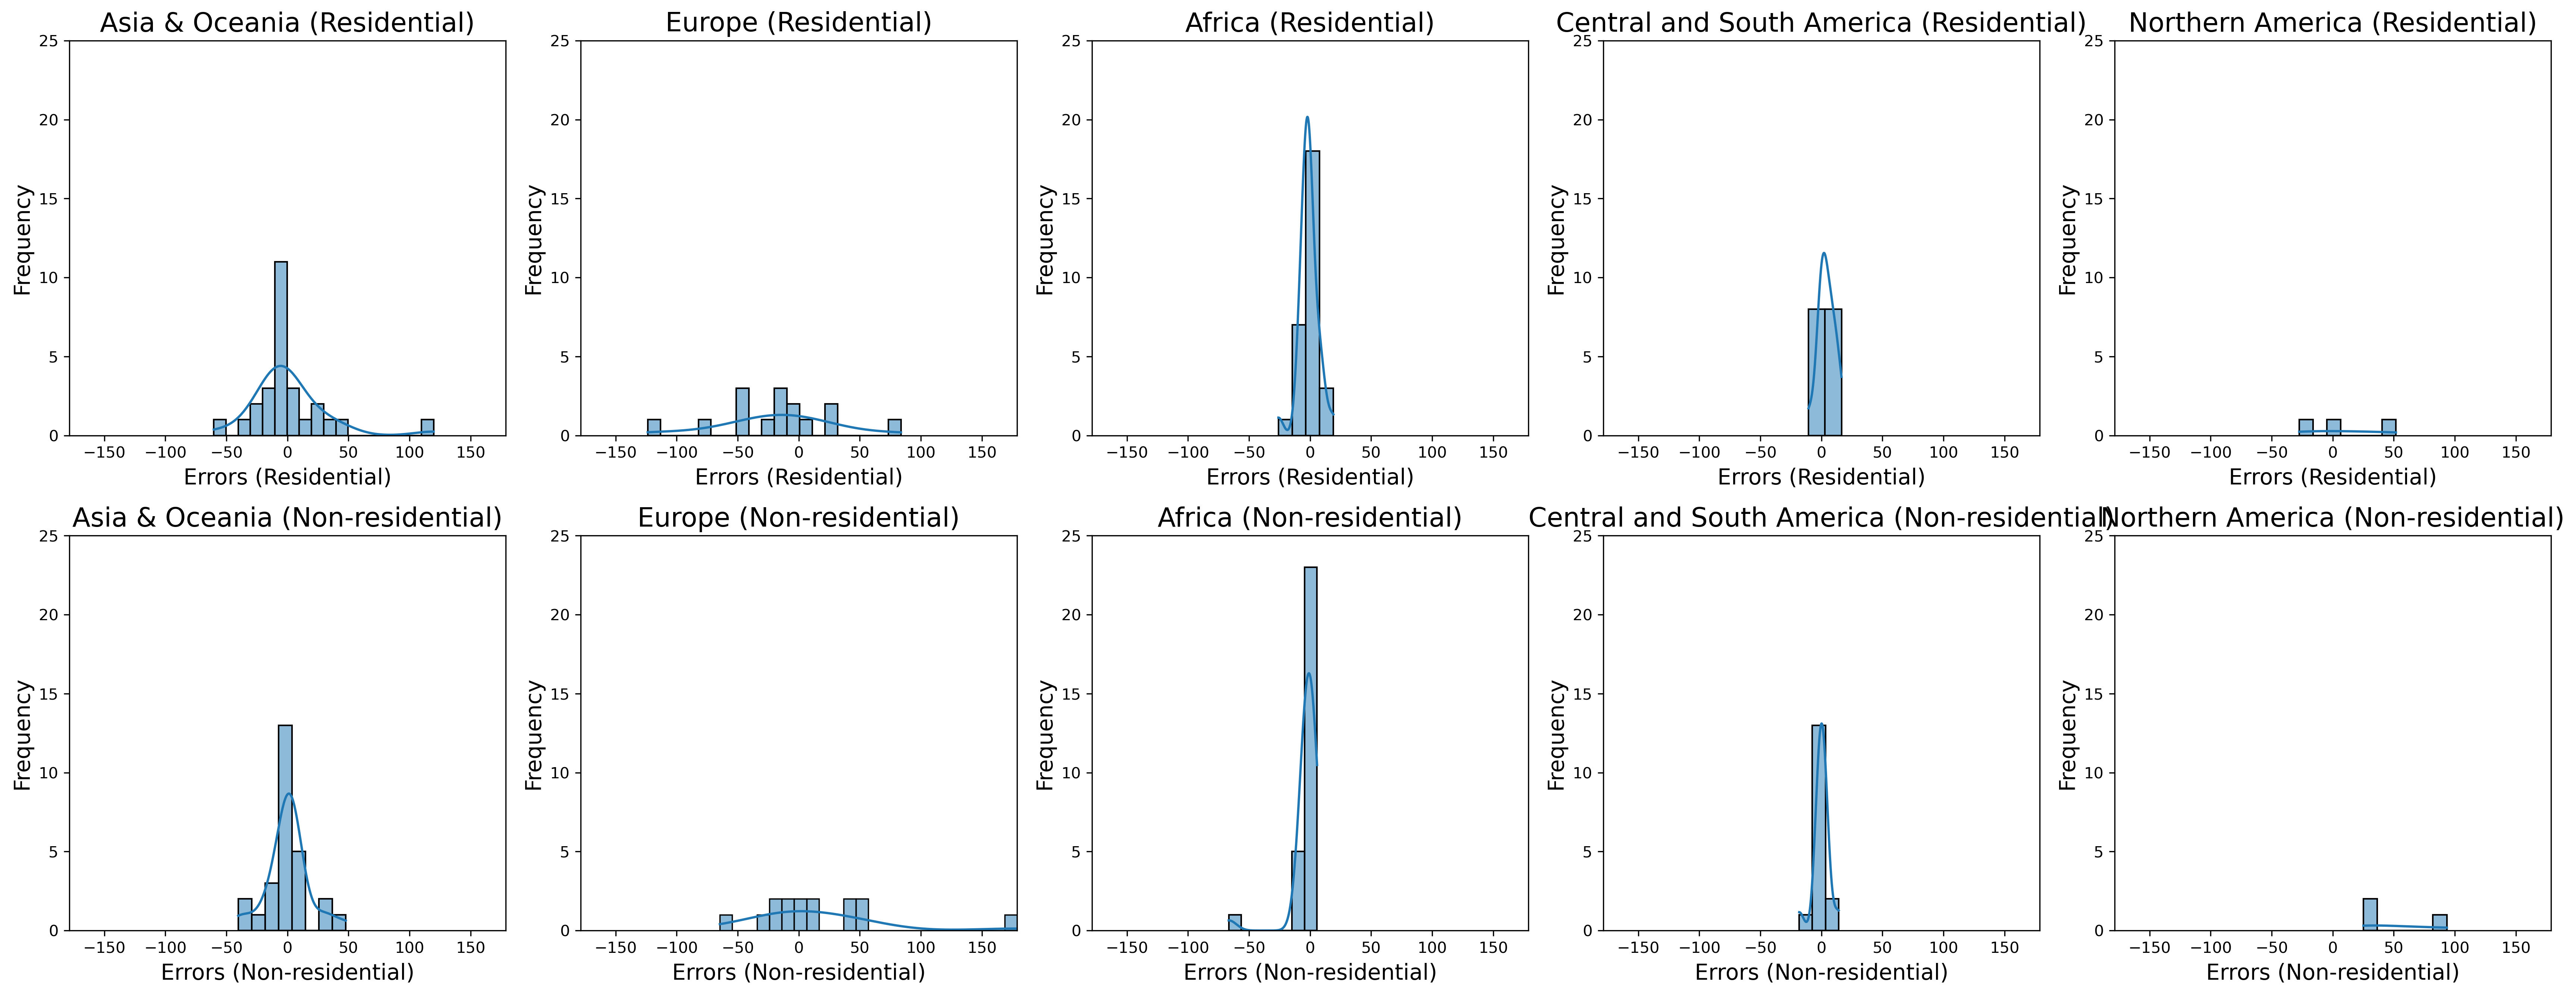 Asia & Oceania (Residential)
25
20
15
10
5
0
Frequency
−150 −100 −50 0 50 100 150
Errors (Residential)
Europe (Residential)
25
20
15
10
5
0
Frequency
−150 −100 −50 0 50 100 150
Errors (Residential)
Africa (Residential)
25
20
15
10
5
0
Frequency
−150 −100 −50 0 50 100 150
Errors (Residential)
Central and South America (Residential)
25
20
15
10
5
0
Frequency
−150 −100 −50 0 50 100 150
Errors (Residential)
Northern America (Residential)
25
20
15
10
5
0
Frequency
−150 −100 −50 0 50 100 150
Errors (Residential)
Asia & Oceania (Non-residential)
25
20
15
10
5
0
Frequency
−150 −100 −50 0 50 100 150
Errors (Non-residential)
Europe (Non-residential)
25
20
15
10
5
0
Frequency
−150 −100 −50 0 50 100 150
Errors (Non-residential)
Africa (Non-residential)
25
20
15
10
5
0
Frequency
−150 −100 −50 0 50 100 150
Errors (Non-residential)
Central and South America (Non-residential)
25
20
15
10
5
0
Frequency
−150 −100 −50 0 50 100 150
Errors (Non-residential)
Northern America (Non-residential)
25
20
15
10
5
0
Frequency
−150 −100 −50 0 50 100 150
Errors (Non-residential)